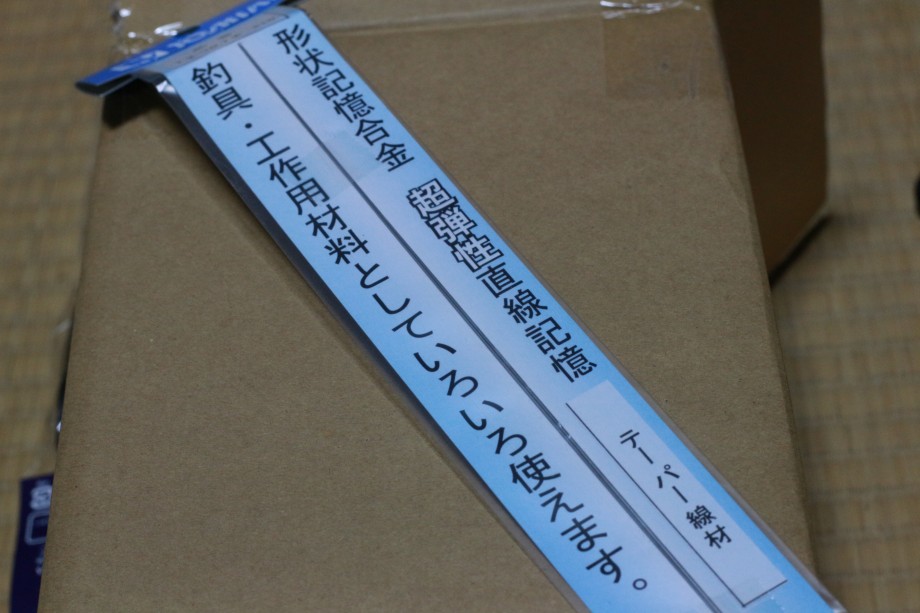 形状記憶合金 超弾性直線記憶
テーパー線材
釣具・工作用材料としていろいろ使えます。